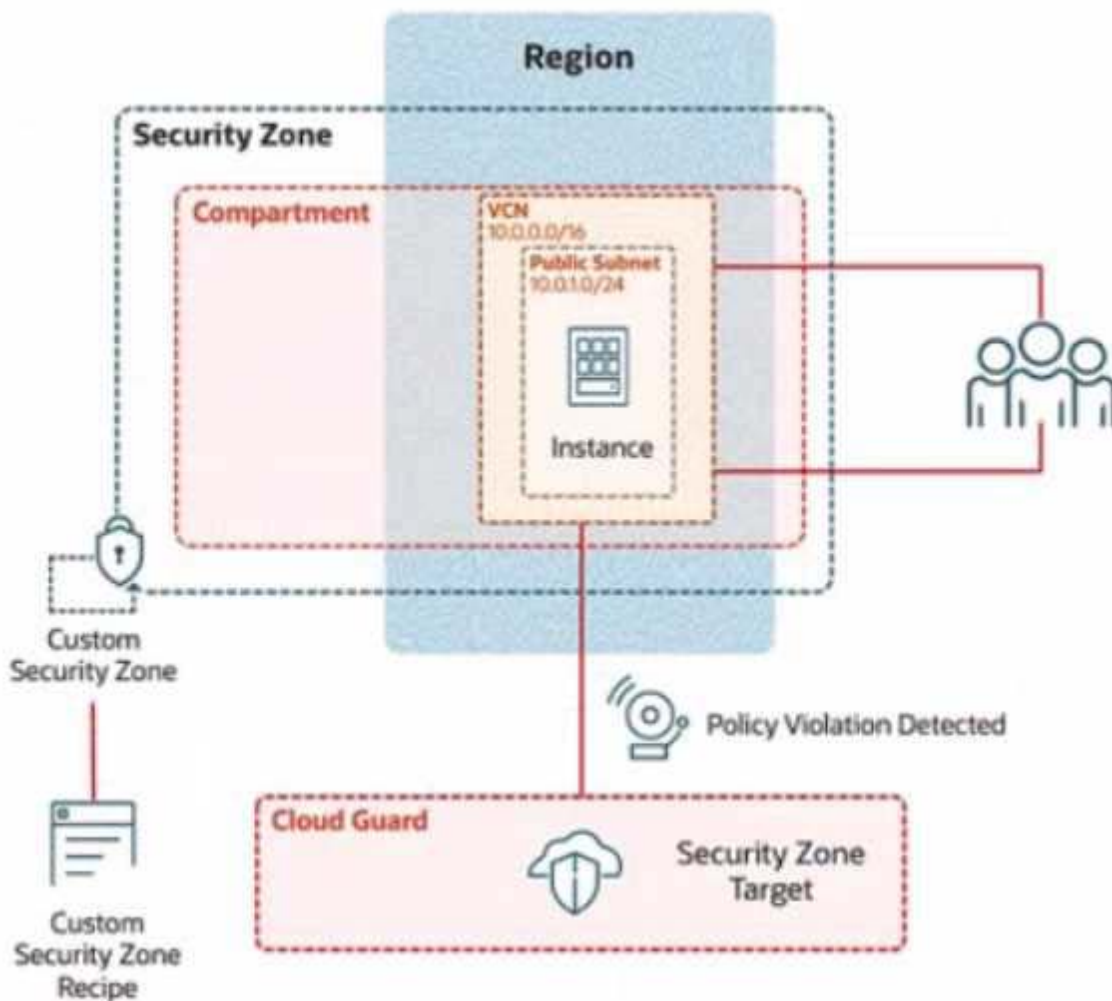 Region
Security Zone
Compartment
VCN
10.0.0.0/16
Public Subnet
10.0.1.0/24
Instance
Custom
Security Zone
Policy Violation Detected
Cloud Guard
Security Zone
Target
Custom
Security Zone
Recipe